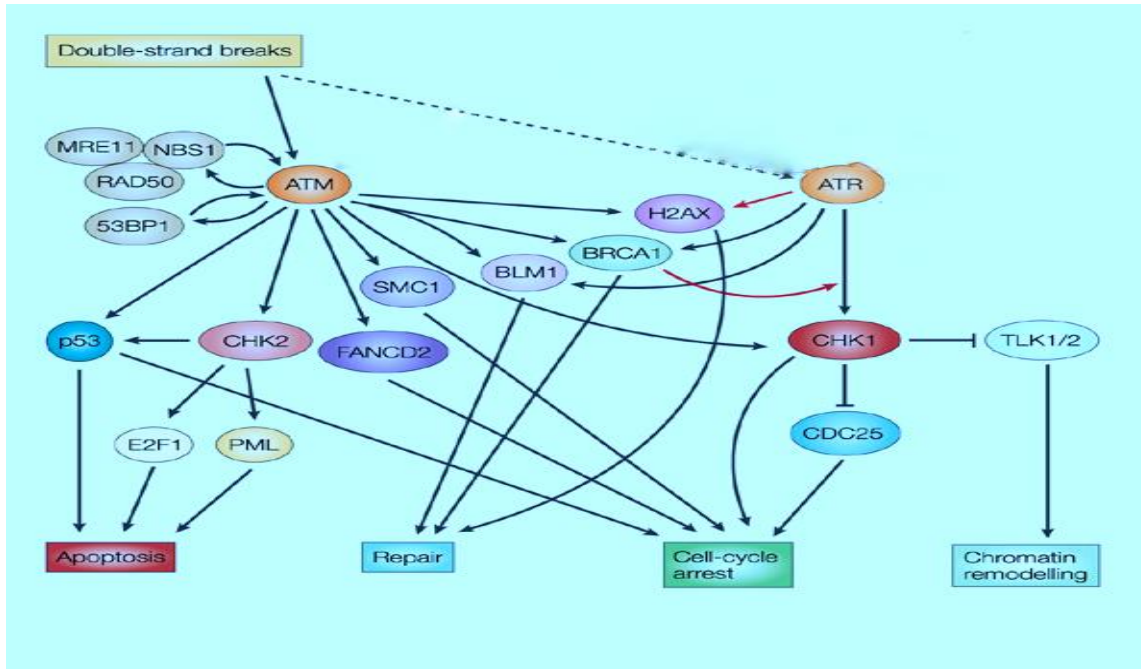 Double-strand breaks
MRE11
NBS1
RAD50
ATM
ATR
53BP1
H2AX
BRCA1
BLM1
SMC1
p53
CHK2
FANCD2
CHK1
TLK1/2
E2F1
PML
CDC25
Apoptosis
Repair
Cell-cycle
arrest
Chromatin
remodelling